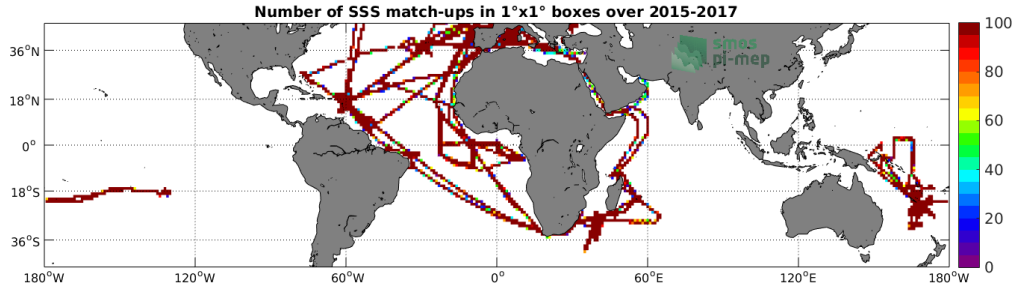 Number of SSS match-ups in 1°x1° boxes over 2015-2017
smos
pi-mep
36°N
18°N
0°
18°S
36°S
180°W
120°W
60°W
0°
60°E
120°E
180°W
100
80
60
40
20
0